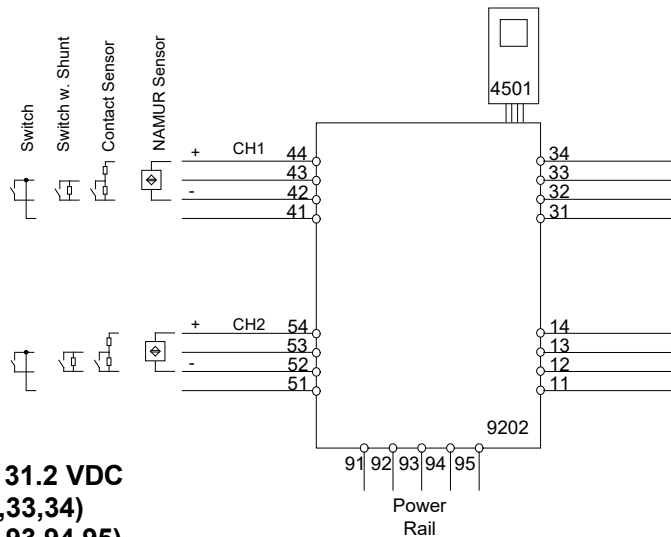 4501
Switch
Switch w. Shunt
Contact Sensor
NAMUR Sensor
+ CH1 44
43
- 42
41
34
33
32
31
+ CH2 54
53
- 52
51
14
13
12
11
9202
91 92 93 94 95
Power
Rail
31.2 VDC
,33,34)
93,94,95)